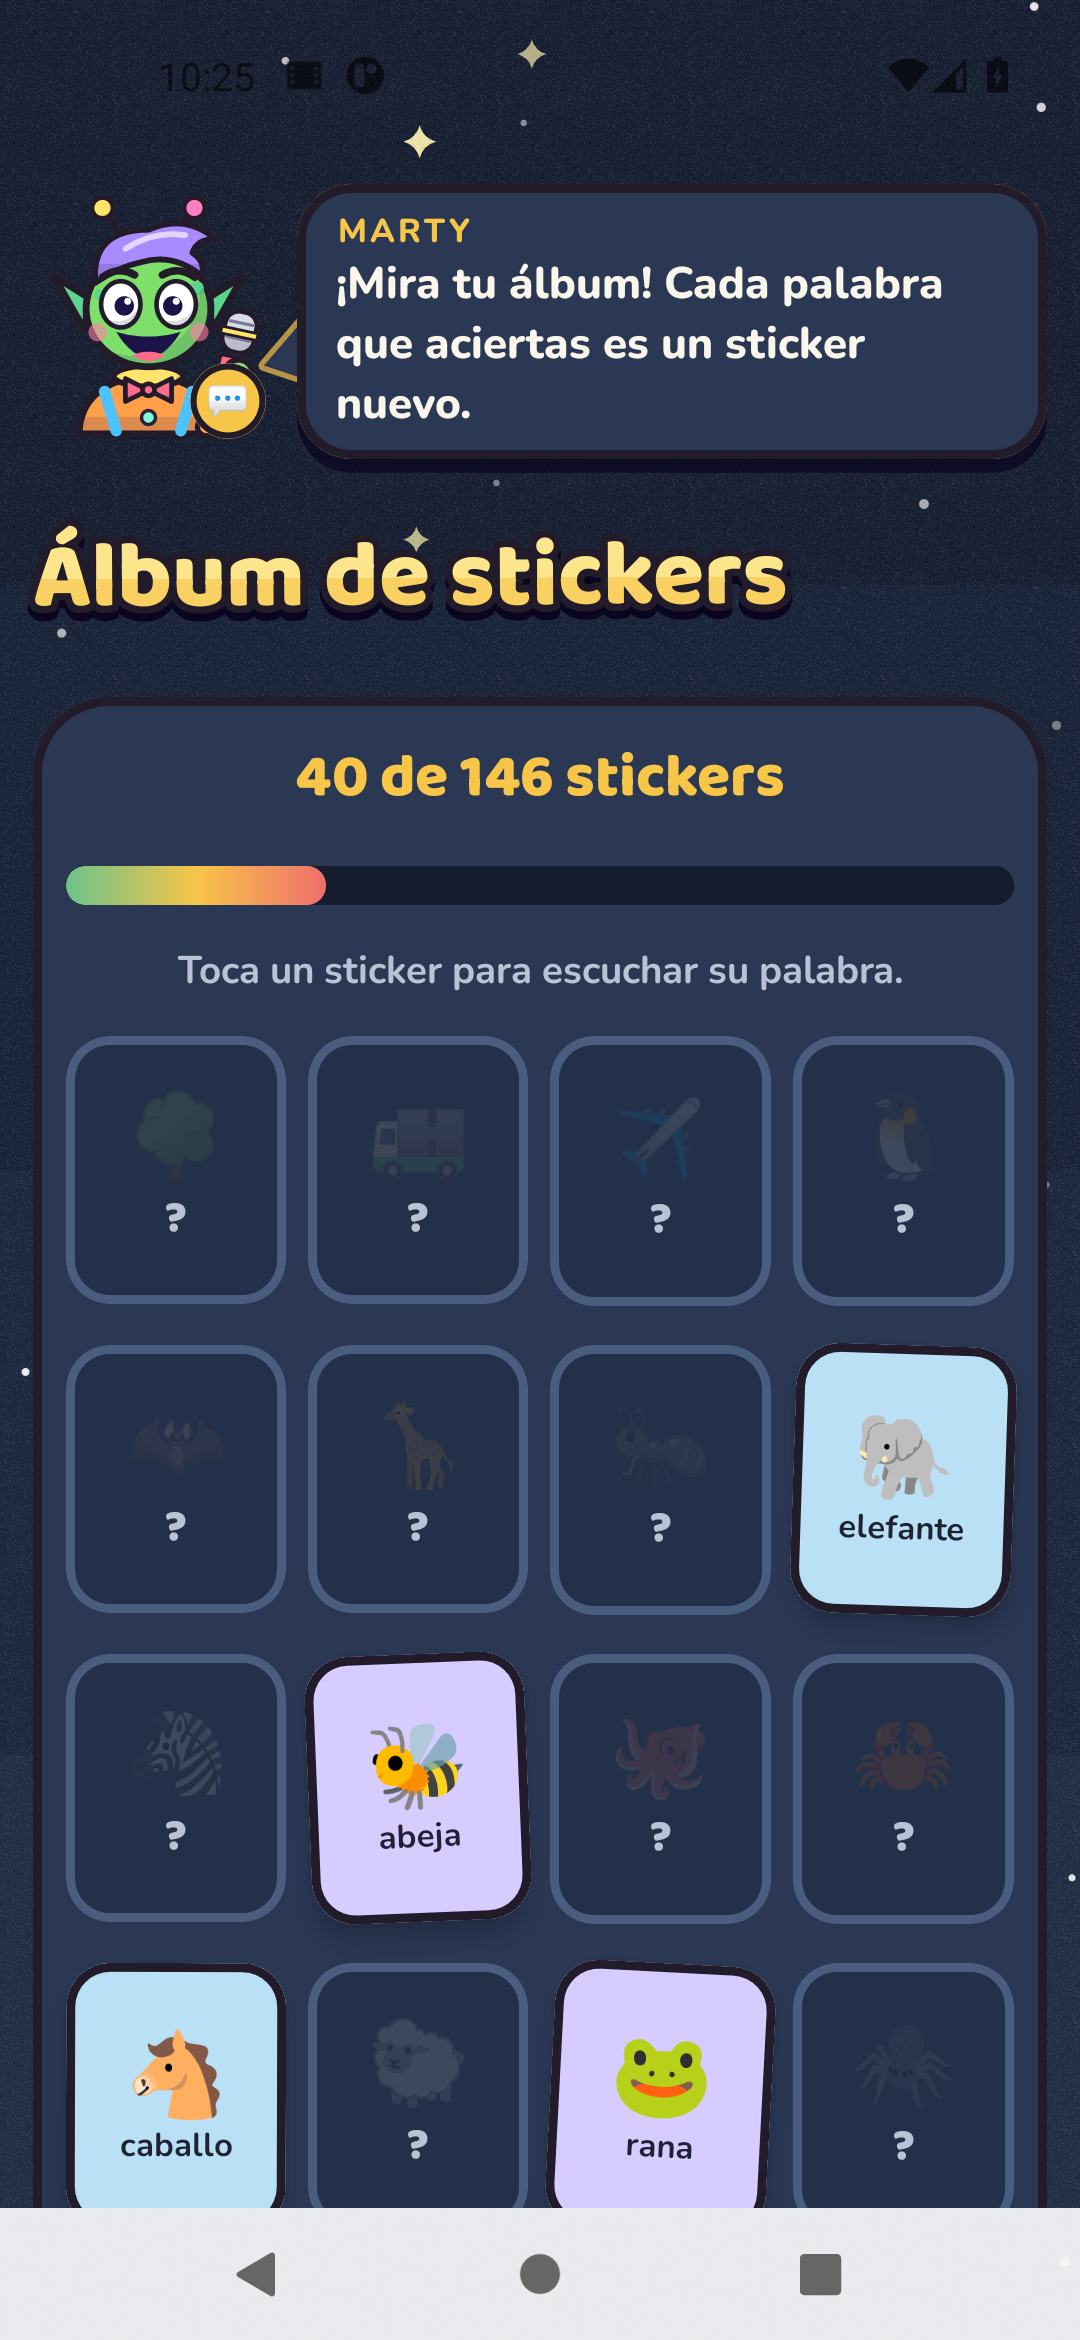 10:25
MARTY
¡Mira tu álbum! Cada palabra
que aciertas es un sticker
nuevo.
Álbum de stickers
40 de 146 stickers
Toca un sticker para escuchar su palabra.
? ? ? ?
? ? ? elefante
? abeja ? ?
caballo ? rana ?